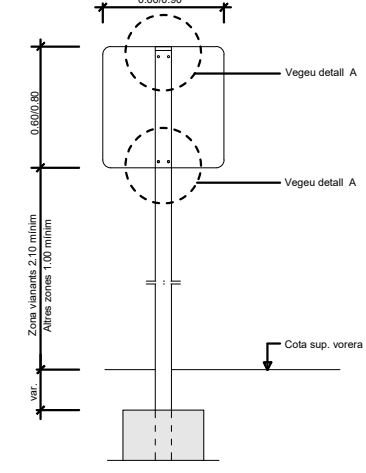 0.60/0.90
Vegeu detall A
0.60/0.80
Vegeu detall A
Zona vianants 2.10 mínim
Altres zones 1.00 mínim
Cota sup. vorera
var.